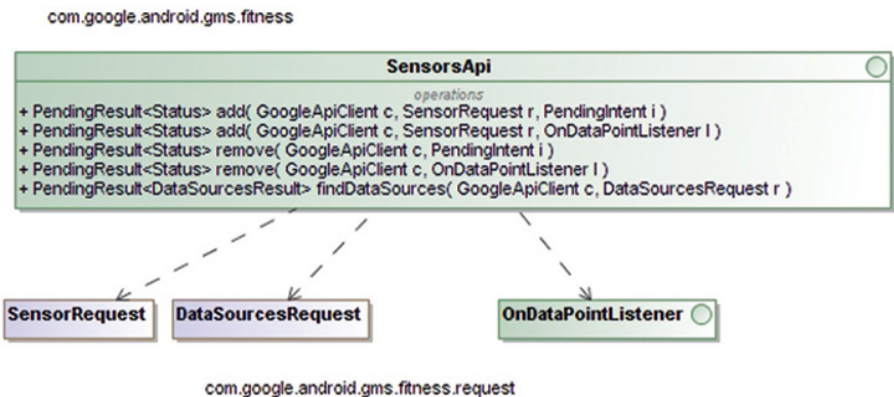 com.google.android.gms.fitness
SensorsApi
operations
+ PendingResult<Status> add( GoogleApiClient c, SensorRequest r, PendingIntent i )
+ PendingResult<Status> add( GoogleApiClient c, SensorRequest r, OnDataPointListener l )
+ PendingResult<Status> remove( GoogleApiClient c, PendingIntent i )
+ PendingResult<Status> remove( GoogleApiClient c, OnDataPointListener l )
+ PendingResult<DataSourcesResult> findDataSources( GoogleApiClient c, DataSourcesRequest r )
SensorRequest
DataSourcesRequest
OnDataPointListener
com.google.android.gms.fitness.request